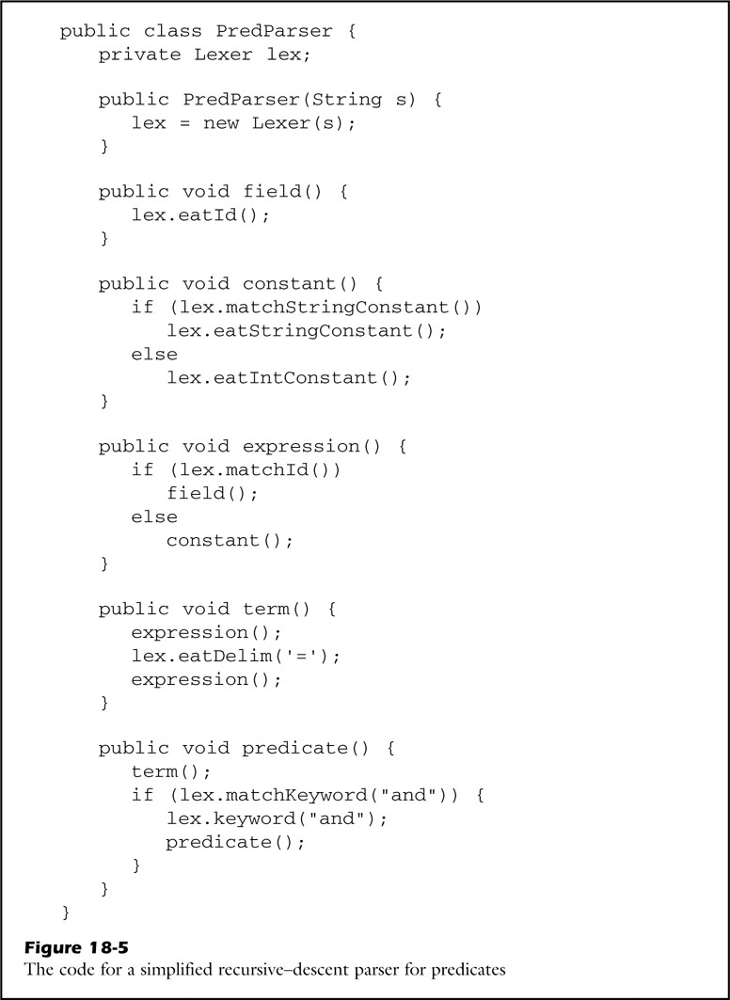 public class PredParser {
private Lexer lex;
public PredParser(String s) {
lex = new Lexer(s);
}
public void field() {
lex.eatId();
}
public void constant() {
if (lex.matchStringConstant())
lex.eatStringConstant();
else
lex.eatIntConstant();
}
public void expression() {
if (lex.matchId())
field();
else
constant();
}
public void term() {
expression();
lex.eatDelim('=');
expression();
}
public void predicate() {
term();
if (lex.matchKeyword("and")) {
lex.keyword("and");
predicate();
}
}
}
Figure 18-5
The code for a simplified recursive–descent parser for predicates